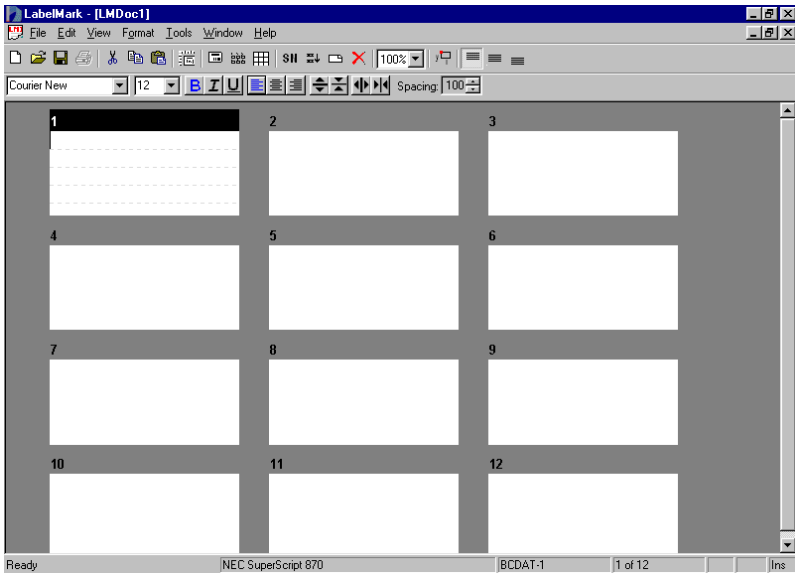 LabelMark - [LMDoc1]
File Edit View Format Tools Window Help
SN 100%
Courier New 12 B I U Spacing: 100
1 2 3
4 5 6
7 8 9
10 11 12
Ready NEC SuperScript 870 BCDAT-1 1 of 12 Ins